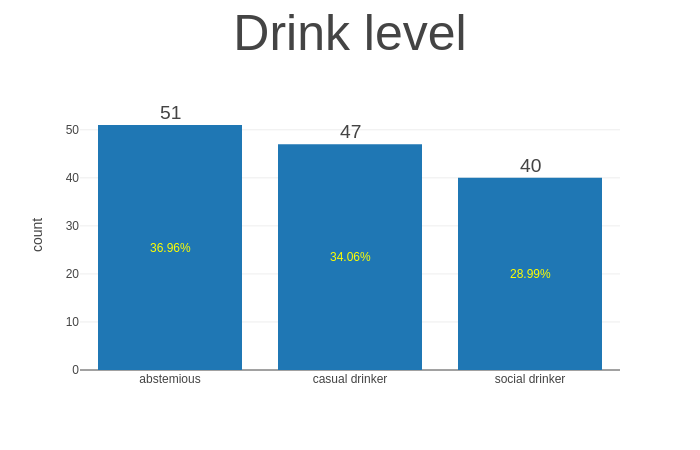 Drink level
51
47
40
50
40
30
20
10
0
count
36.96%
34.06%
28.99%
abstemious
casual drinker
social drinker